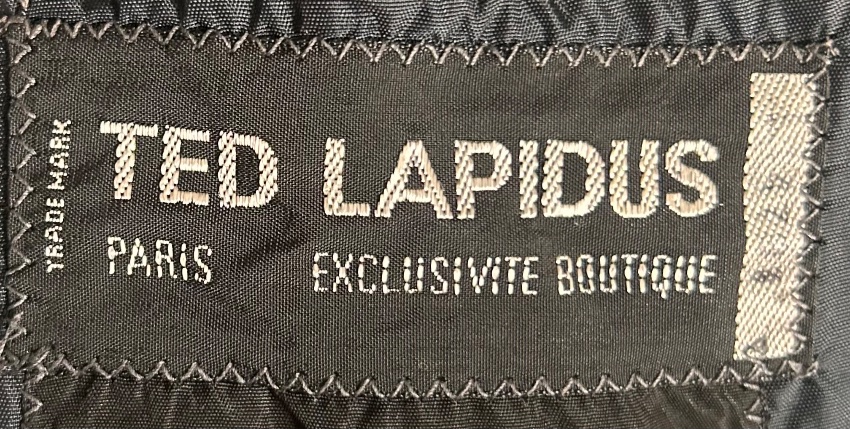 TRADE MARK
TED LAPIDUS
PARIS EXCLUSIVITE BOUTIQUE